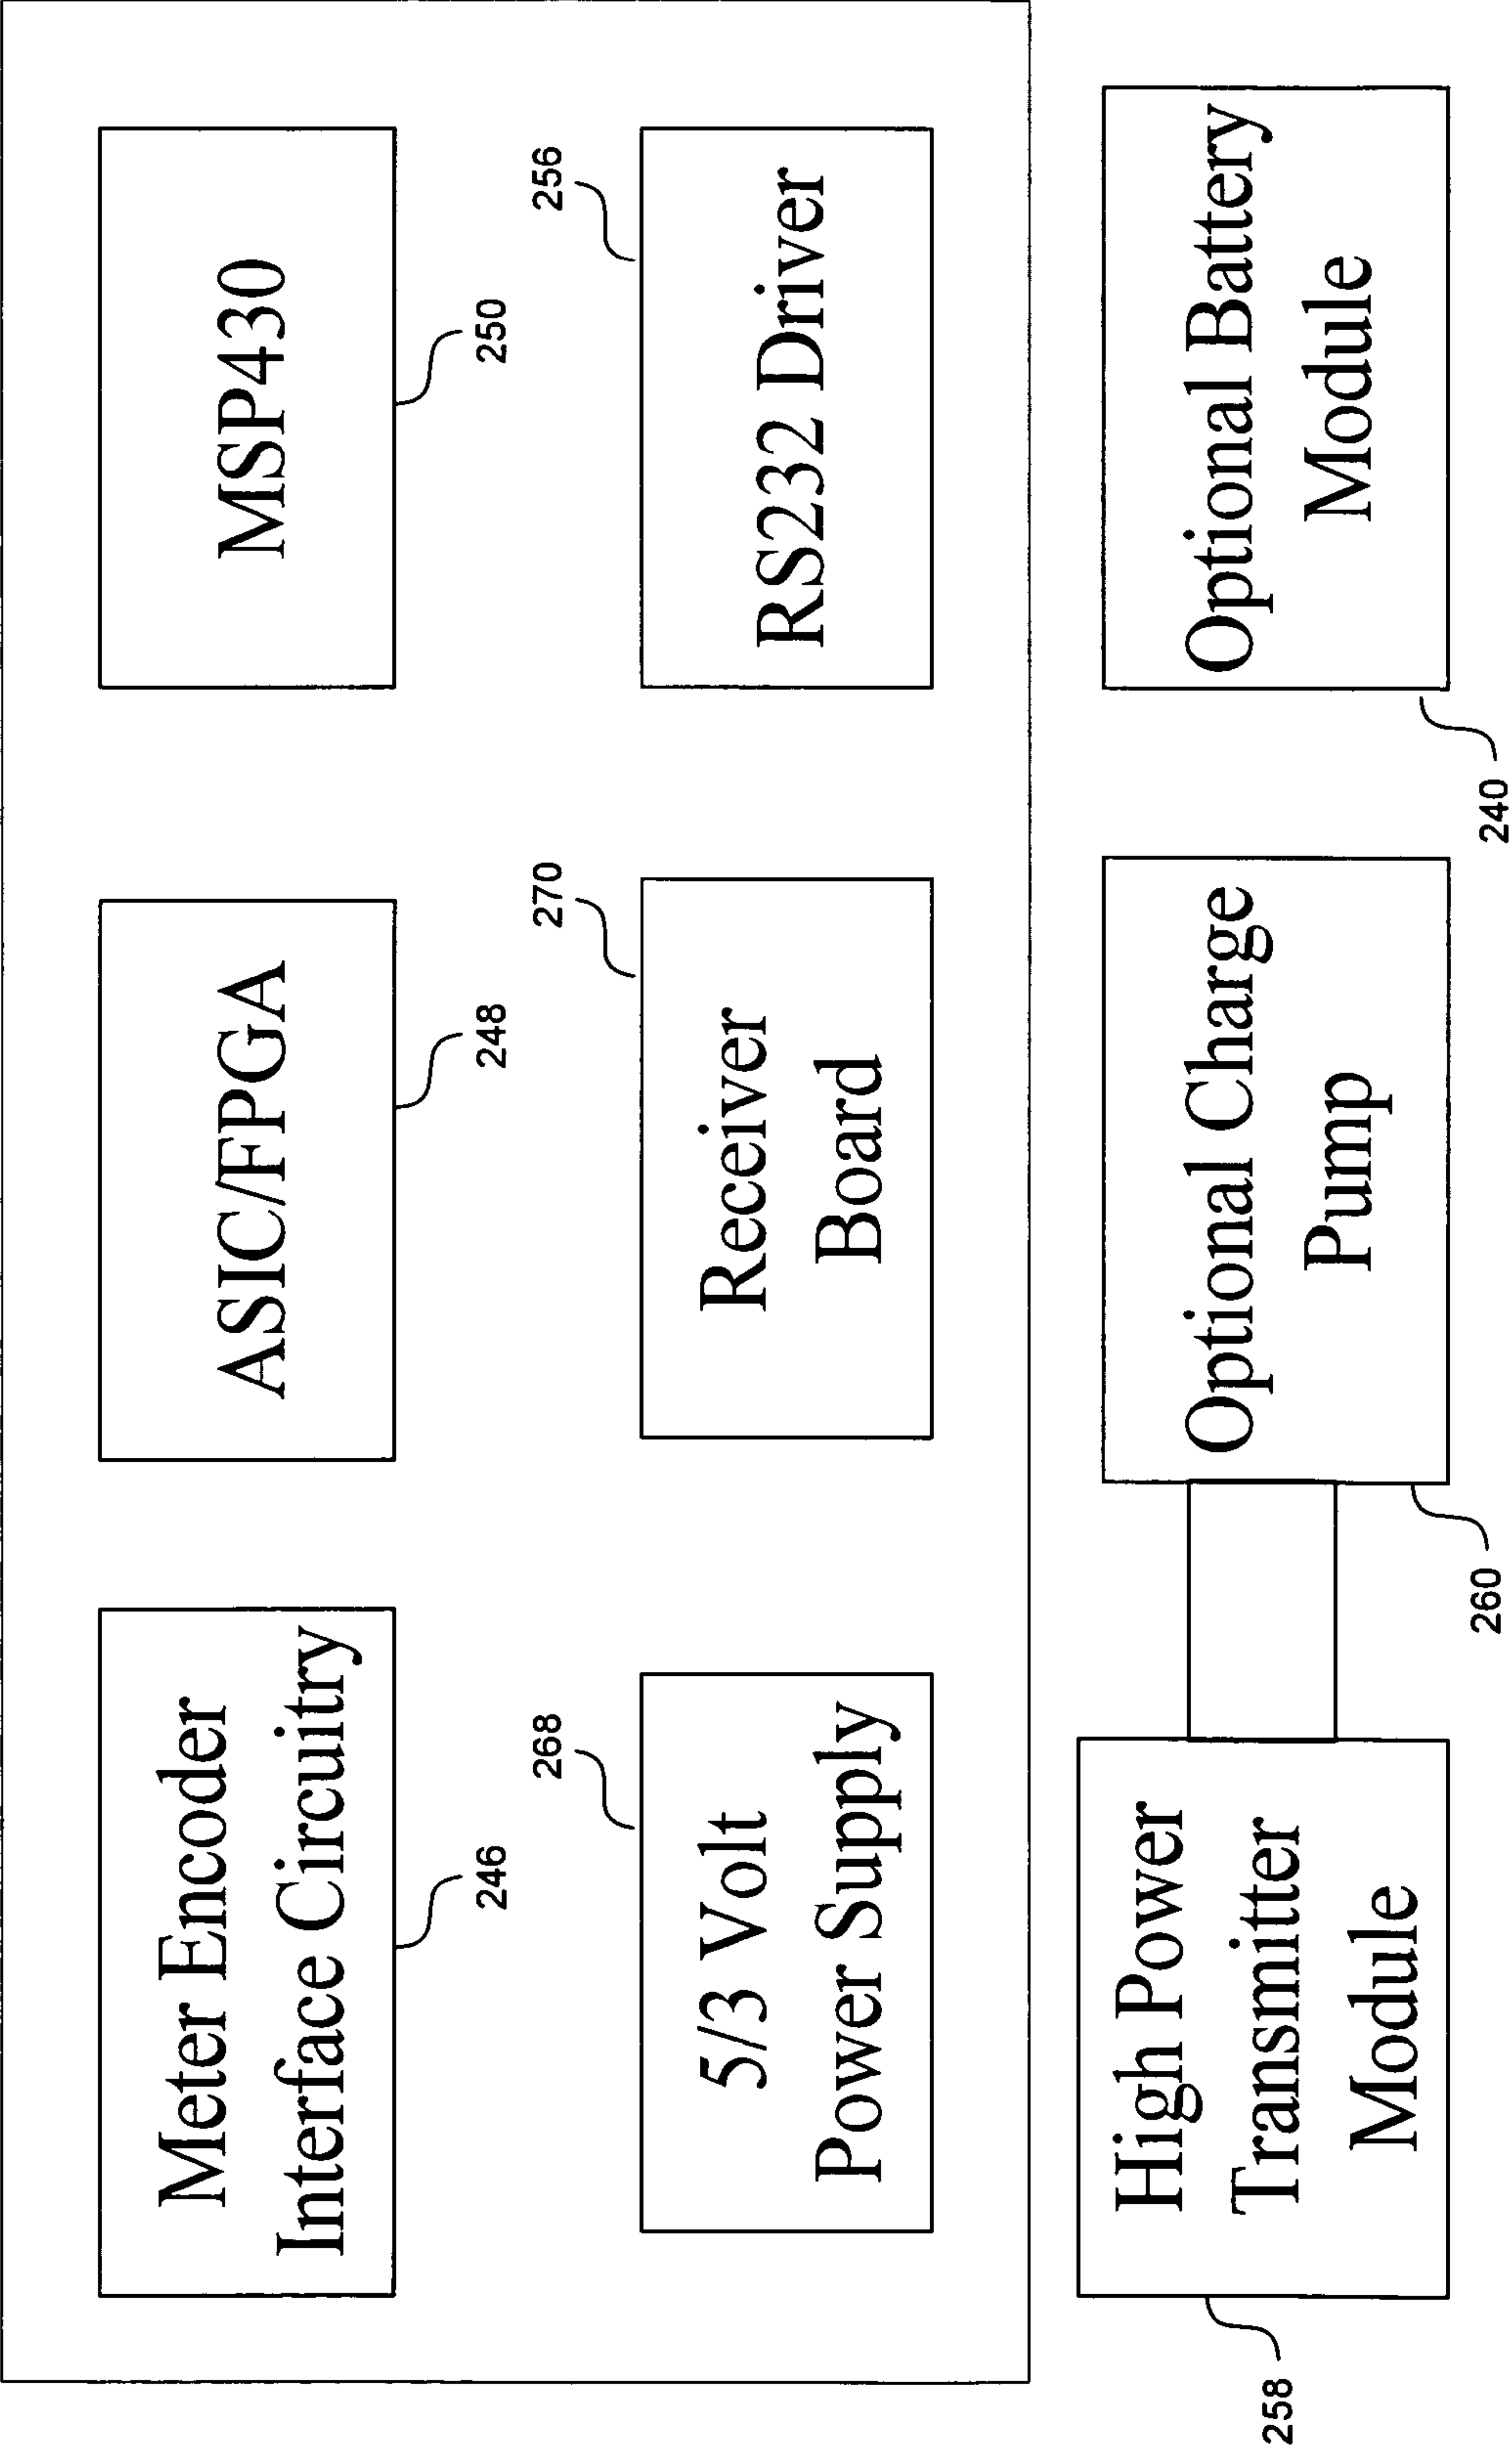 Meter Encoder
Interface Circuitry
246
ASIC/FPGA
248
MSP430
250
268
5/3 Volt
Power Supply
270
Receiver
Board
256
RS232 Driver
High Power
Transmitter
Module
258
Optional Charge
Pump
260
Optional Battery
Module
240